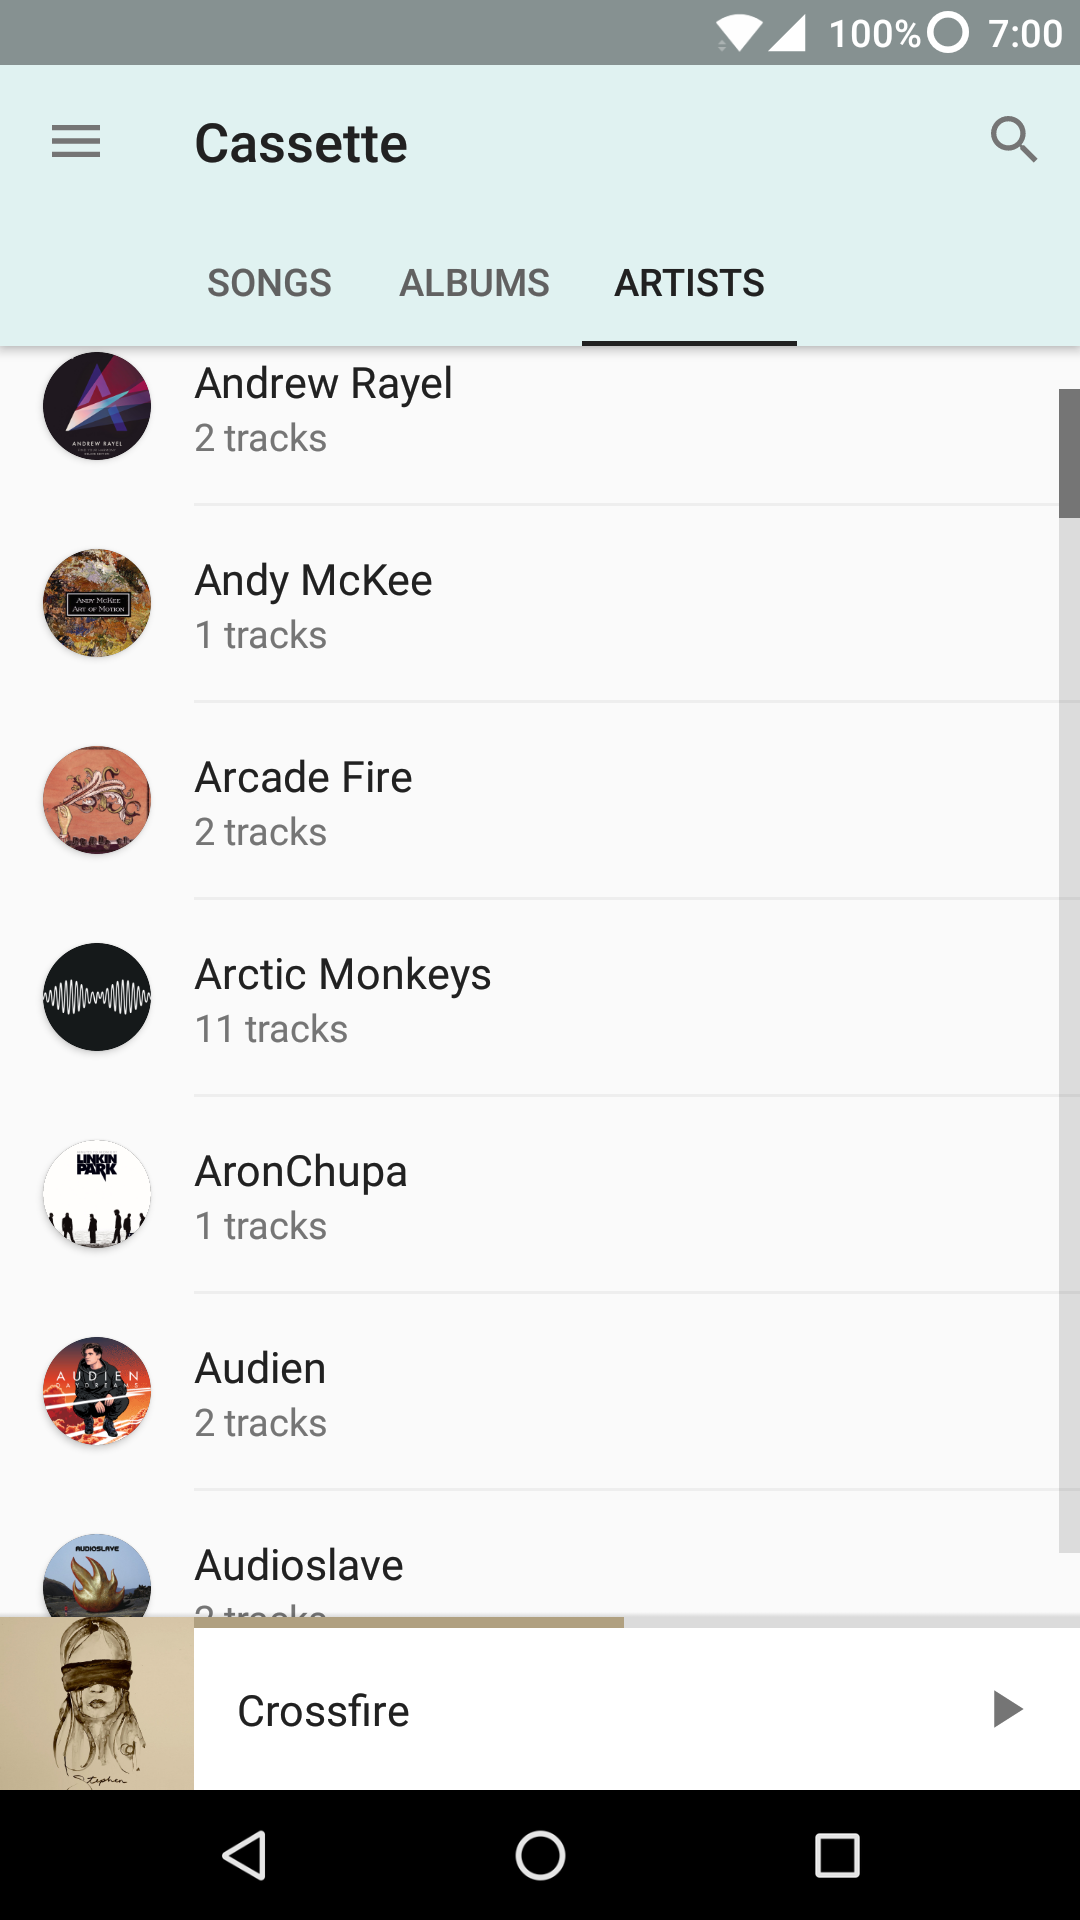 100% 7:00
Cassette
SONGS ALBUMS ARTISTS
ANDREW RAYEL
Andrew Rayel
2 tracks
ANDY MCKEE
ART OF MOTION
Andy McKee
1 tracks
Arcade Fire
2 tracks
Arctic Monkeys
11 tracks
LINKIN
PARK
AronChupa
1 tracks
AUDIEN
DAYDREAMS
Audien
2 tracks
AUDIOSLAVE
Audioslave
2 tracks
Stephen
Crossfire